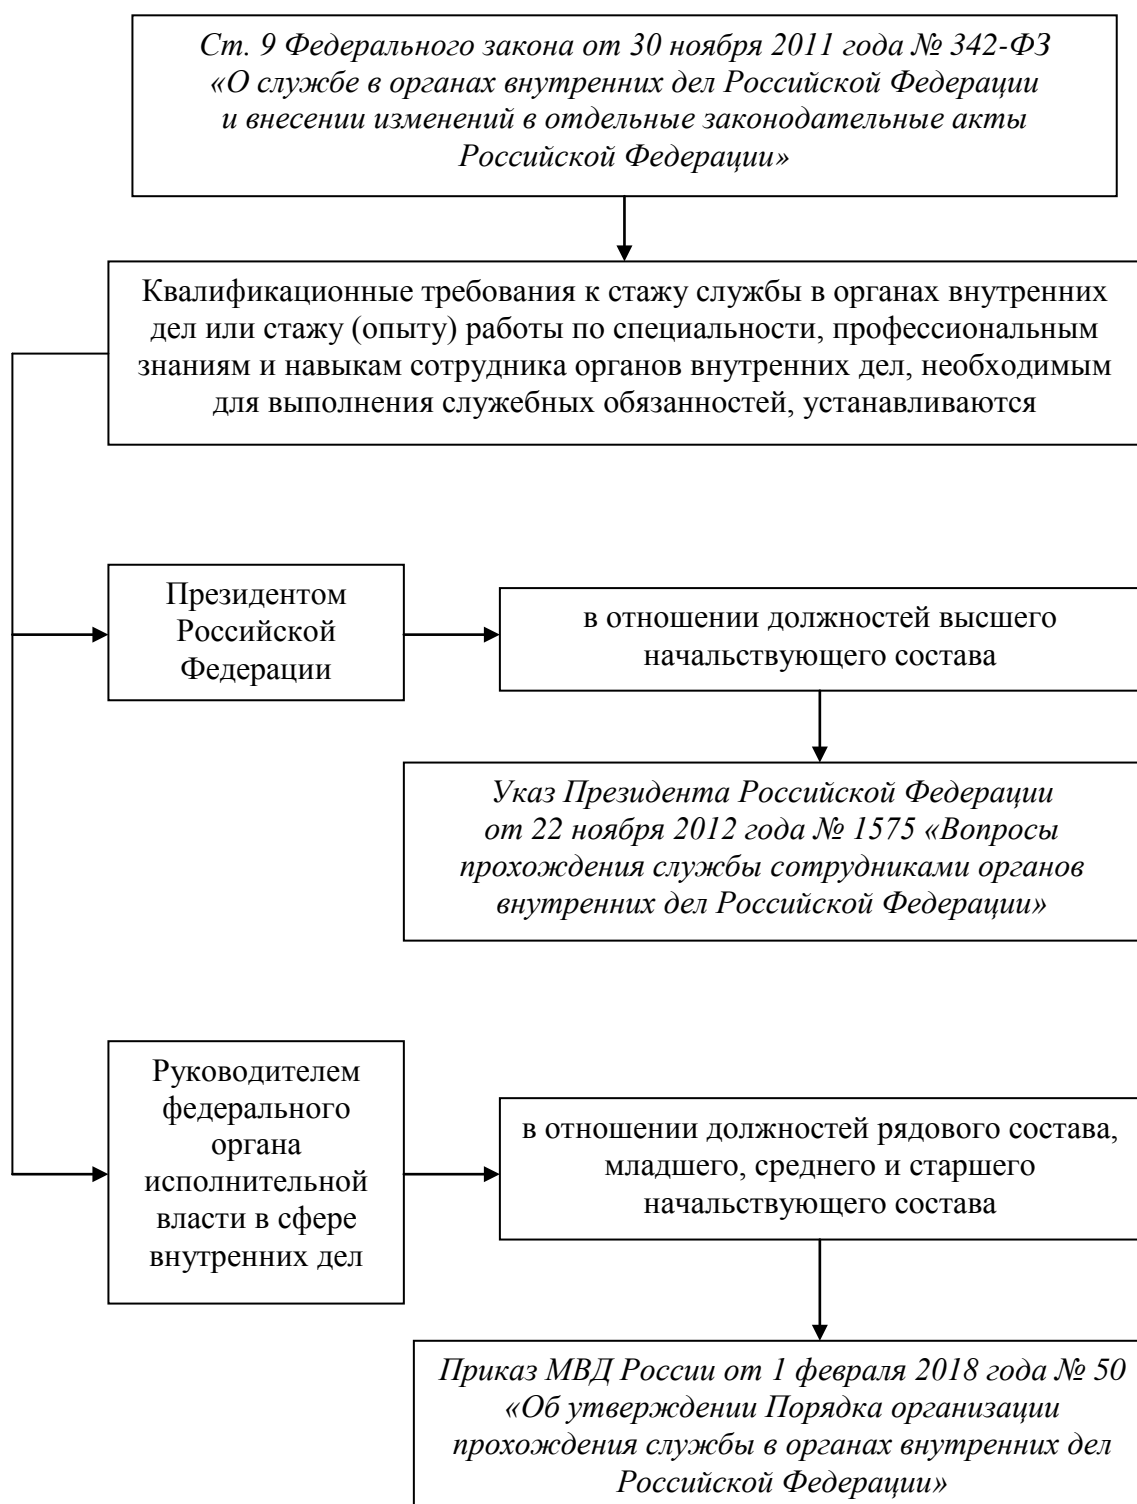 Ст. 9 Федерального закона от 30 ноября 2011 года № 342-ФЗ
«О службе в органах внутренних дел Российской Федерации
и внесении изменений в отдельные законодательные акты
Российской Федерации»
Квалификационные требования к стажу службы в органах внутренних
дел или стажу (опыту) работы по специальности, профессиональным
знаниям и навыкам сотрудника органов внутренних дел, необходимым
для выполнения служебных обязанностей, устанавливаются
Президентом
Российской
Федерации
в отношении должностей высшего
начальствующего состава
Указ Президента Российской Федерации
от 22 ноября 2012 года № 1575 «Вопросы
прохождения службы сотрудниками органов
внутренних дел Российской Федерации»
Руководителем
федерального
органа
исполнительной
власти в сфере
внутренних дел
в отношении должностей рядового состава,
младшего, среднего и старшего
начальствующего состава
Приказ МВД России от 1 февраля 2018 года № 50
«Об утверждении Порядка организации
прохождения службы в органах внутренних дел
Российской Федерации»